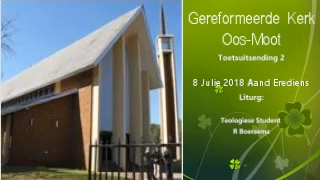 Gereformeerde Kerk
Oos-Moot
Toetsuitsending 2
8 Julie 2018 Aand Erediens
Liturg:
Teologiese Student
R Boersema